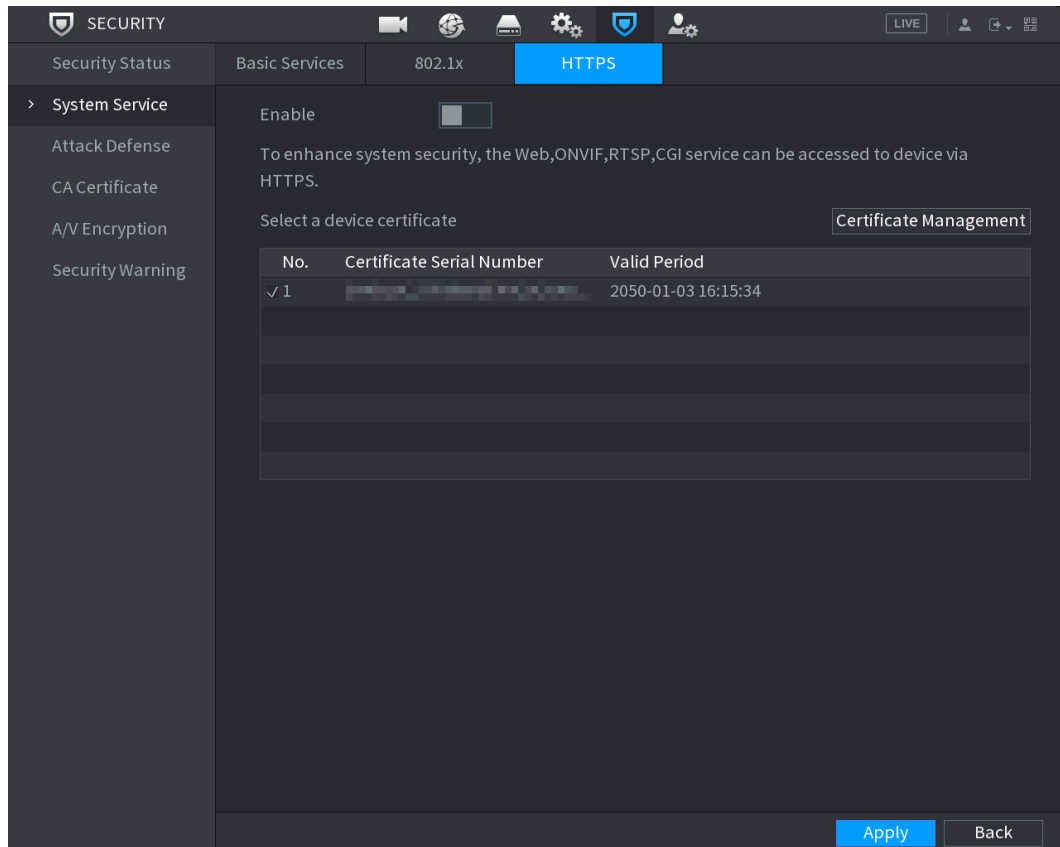 SECURITY
LIVE
Security Status
System Service
Attack Defense
CA Certificate
A/V Encryption
Security Warning
Basic Services 802.1x HTTPS
Enable
To enhance system security, the Web,ONVIF,RTSP,CGI service can be accessed to device via
HTTPS.
Select a device certificate Certificate Management
No. Certificate Serial Number Valid Period
1 2050-01-03 16:15:34
Apply Back